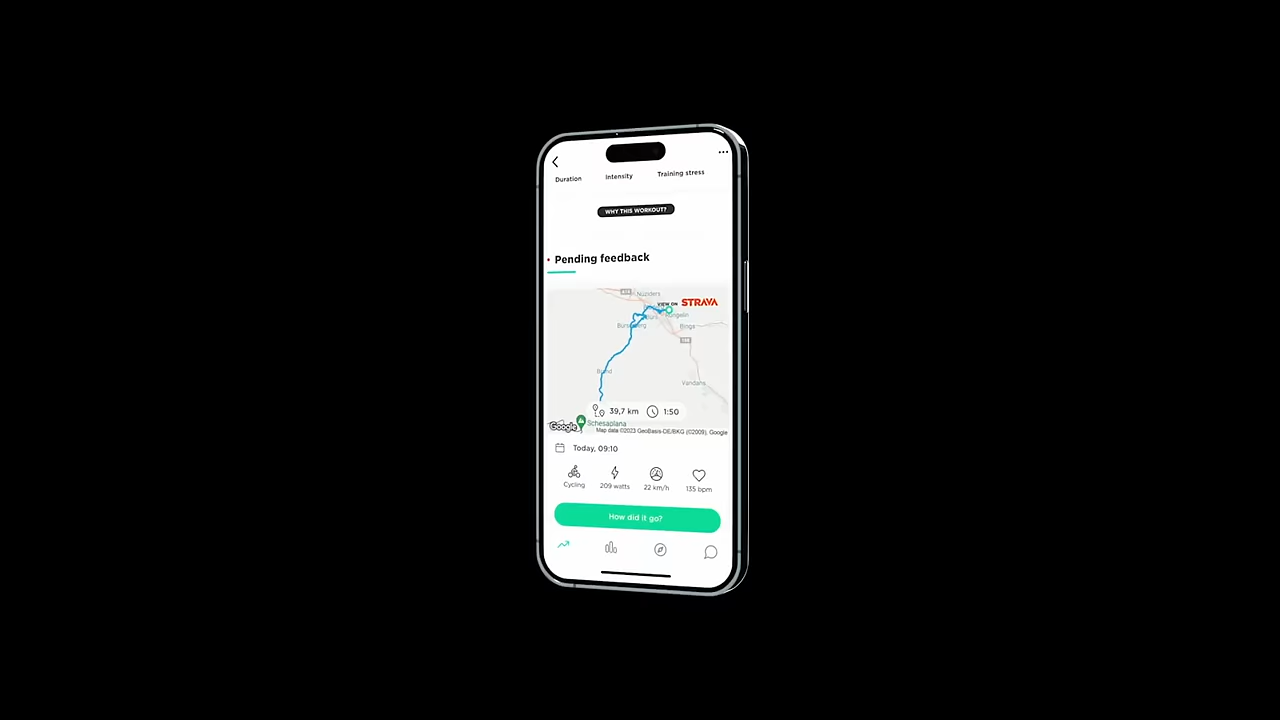 Duration Intensity Training stress
WHY THIS WORKOUT?
Pending feedback
Nüziders
VIEW ON STRAVA
Bürserberg
Bings
Brand
Vandans
39,7 km 1:50
Google
Schesaplana
Map data ©2023 GeoBasis-DE/BKG (©2009), Google
Today, 09:10
Cycling 209 watts 22 km/h 135 bpm
How did it go?